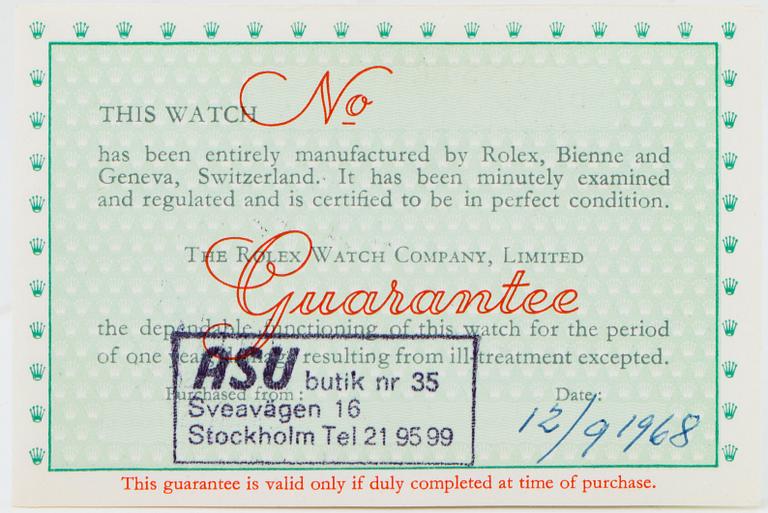 No
THIS WATCH
has been entirely manufactured by Rolex, Bienne and
Geneva, Switzerland. It has been minutely examined
and regulated and is certified to be in perfect condition.
THE ROLEX WATCH COMPANY, LIMITED
Guarantee
the dependable functioning of this watch for the period
of one year resulting from ill-treatment excepted.
ASU butik nr 35
Purchased from: Date:
Sveavägen 16
12/9 1968
Stockholm Tel 21 95 99
This guarantee is valid only if duly completed at time of purchase.